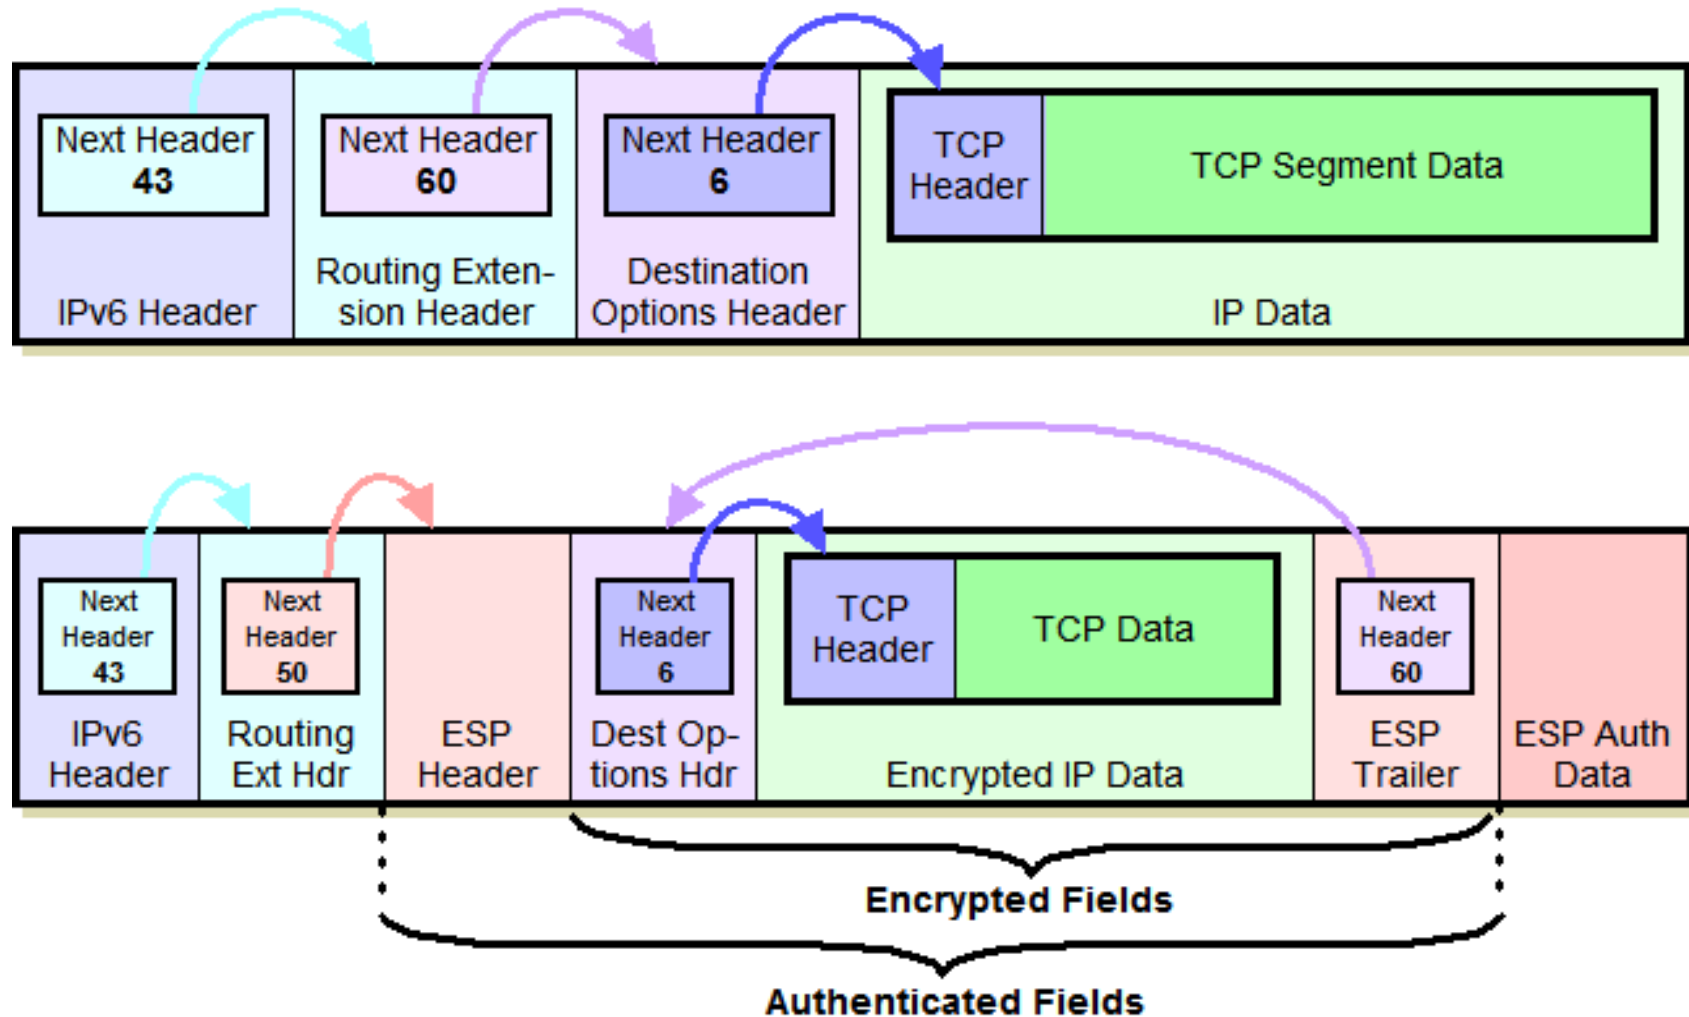 Next Header
43
IPv6 Header
Next Header
60
Routing Exten-
sion Header
Next Header
6
Destination
Options Header
TCP
Header
TCP Segment Data
IP Data
Next
Header
43
IPv6
Header
Next
Header
50
Routing
Ext Hdr
ESP
Header
Next
Header
6
Dest Op-
tions Hdr
TCP
Header
TCP Data
Encrypted IP Data
Next
Header
60
ESP
Trailer
ESP Auth
Data
Encrypted Fields
Authenticated Fields